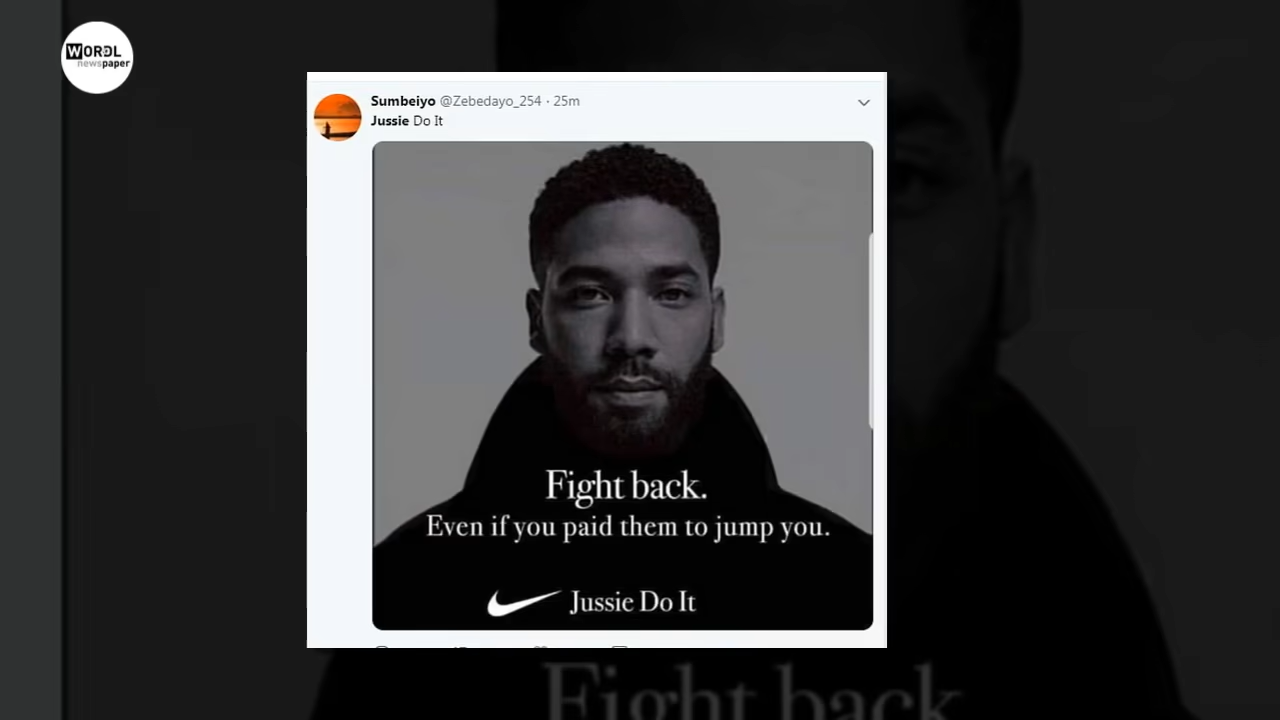 WORDL
newspaper
Sumbeiyo @Zebedayo_254 · 25m
Jussie Do It
Fight back.
Even if you paid them to jump you.
Jussie Do It
Fight back